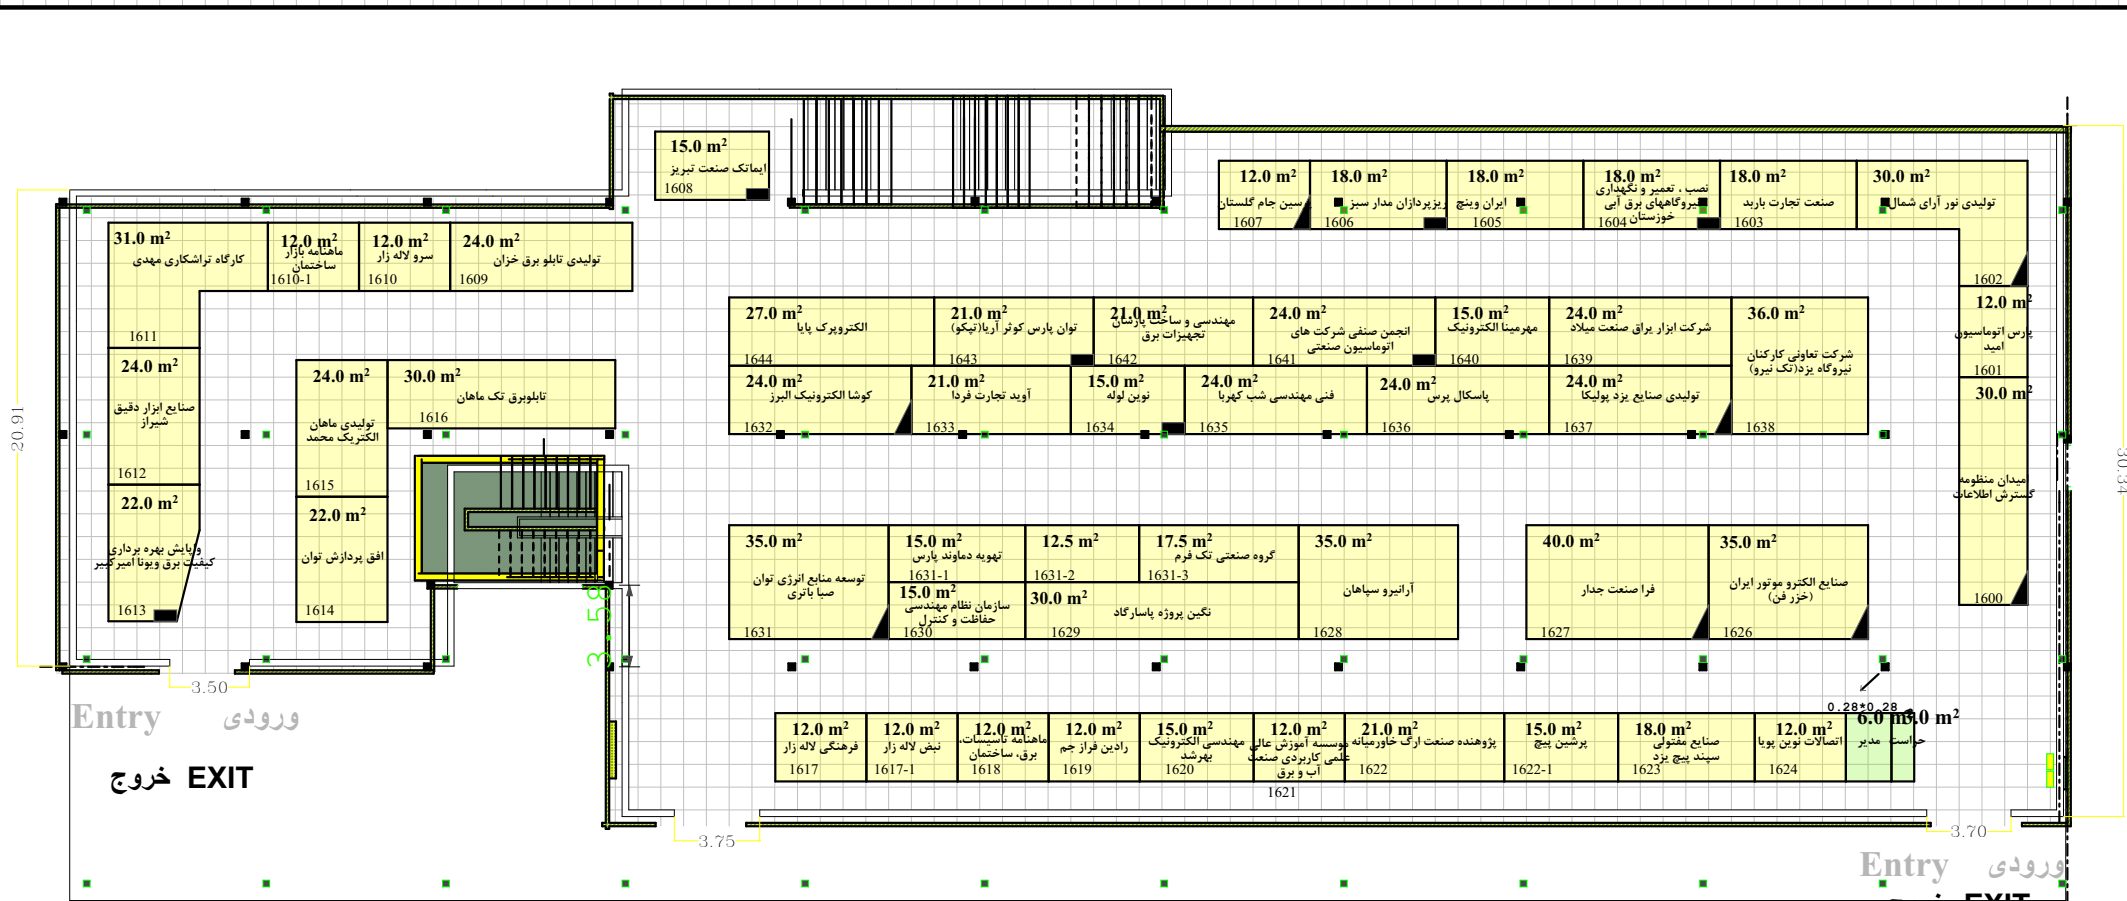 15.0 m²
ایماتک صنعت تبریز
1608
12.0 m²
سین جام گلستان
1607
18.0 m²
ریزپردازان مدار سبز
1606
18.0 m²
ایران وینچ
1605
18.0 m²
نصب ، تعمیر و نگهداری
نیروگاههای برق آبی
خوزستان
1604
18.0 m²
صنعت تجارت باربد
1603
30.0 m²
تولیدی نور آرای شمال
1602
12.0 m²
پارس اتوماسیون
امید
1601
30.0 m²
میدان منظومه
گسترش اطلاعات
1600
31.0 m²
کارگاه تراشکاری مهدی
1611
12.0 m²
ماهنامه بازار
ساختمان
1610-1
12.0 m²
سرو لاله زار
1610
24.0 m²
تولیدی تابلو برق خزان
1609
24.0 m²
صنایع ابزار دقیق
شیراز
1612
22.0 m²
کیفیت برق ویونا امیرکبیر
1613
24.0 m²
تولیدی ماهان
الکتریک محمد
1615
30.0 m²
تابلوبرق تک ماهان
1616
22.0 m²
افق پردازش توان
1614
27.0 m²
الکتروپرک پایا
1644
21.0 m²
توان پارس کوثر آریا(تپکو)
1643
21.0 m²
مهندسی و ساخت پارسان
تجهیزات برق
1642
24.0 m²
انجمن صنفی شرکت های
اتوماسیون صنعتی
1641
15.0 m²
مهرمینا الکترونیک
1640
24.0 m²
شرکت ابزار یراق صنعت میلاد
1639
36.0 m²
شرکت تعاونی کارکنان
نیروگاه یزد(تک نیرو)
1638
24.0 m²
کوشا الکترونیک البرز
1632
21.0 m²
آوید تجارت فردا
1633
15.0 m²
نوین لوله
1634
24.0 m²
فنی مهندسی شب کهربا
1635
24.0 m²
پاسکال پرس
1636
24.0 m²
تولیدی صنایع یزد پولیکا
1637
35.0 m²
توسعه منابع انرژی توان
صبا باتری
1631
15.0 m²
تهویه دماوند پارس
1631-1
12.5 m²
1631-2
17.5 m²
گروه صنعتی تک فرم
1631-3
15.0 m²
سازمان نظام مهندسی
حفاظت و کنترل
1630
30.0 m²
نگین پروژه پاسارگاد
1629
35.0 m²
آرانیرو سپاهان
1628
40.0 m²
فرا صنعت جدار
1627
35.0 m²
صنایع الکترو موتور ایران
(خزر فن)
1626
12.0 m²
فرهنگی لاله زار
1617
12.0 m²
نبض لاله زار
1617-1
12.0 m²
ماهنامه تاسیسات،
برق، ساختمان
1618
12.0 m²
رادین فراز جم
1619
15.0 m²
مهندسی الکترونیک
بهرشد
1620
12.0 m²
موسسه آموزش عالی
علمی کاربردی صنعت
آب و برق
1621
21.0 m²
پژوهنده صنعت ارگ خاورمیانه
1622
15.0 m²
پرشین پیچ
1622-1
18.0 m²
صنایع مفتولی
سپند پیچ یزد
1623
12.0 m²
اتصالات نوین پویا
1624
0.28*0.28
6.0 m²
مدیر
حراست
20.91
30.34
3.58
3.50
3.75
3.70
Entry ورودی
EXIT خروج
Entry ورودی
EXIT